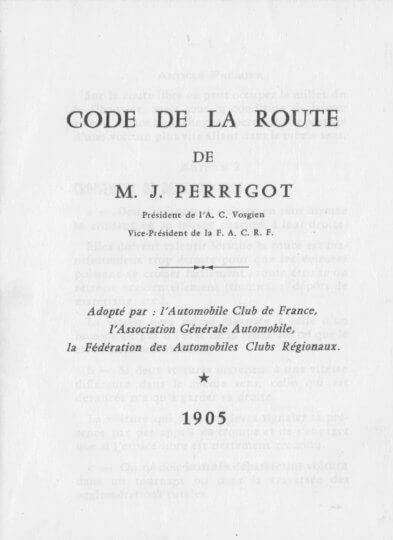 CODE DE LA ROUTE
DE
M. J. PERRIGOT
Président de l'A. C. Vosgien
Vice-Président de la F. A. C. R. F.
Adopté par : l'Automobile Club de France,
l'Association Générale Automobile,
la Fédération des Automobiles Clubs Régionaux.
1905